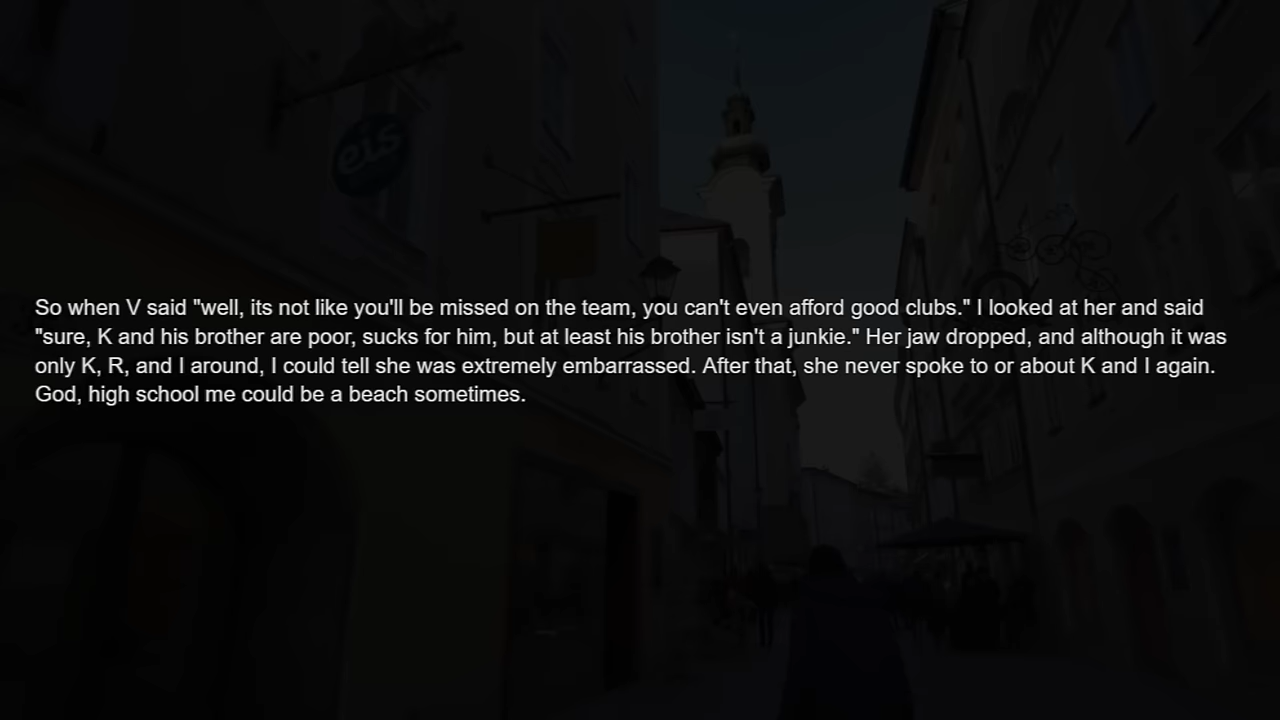 eis
So when V said "well, its not like you'll be missed on the team, you can't even afford good clubs." I looked at her and said
"sure, K and his brother are poor, sucks for him, but at least his brother isn't a junkie." Her jaw dropped, and although it was
only K, R, and I around, I could tell she was extremely embarrassed. After that, she never spoke to or about K and I again.
God, high school me could be a beach sometimes.